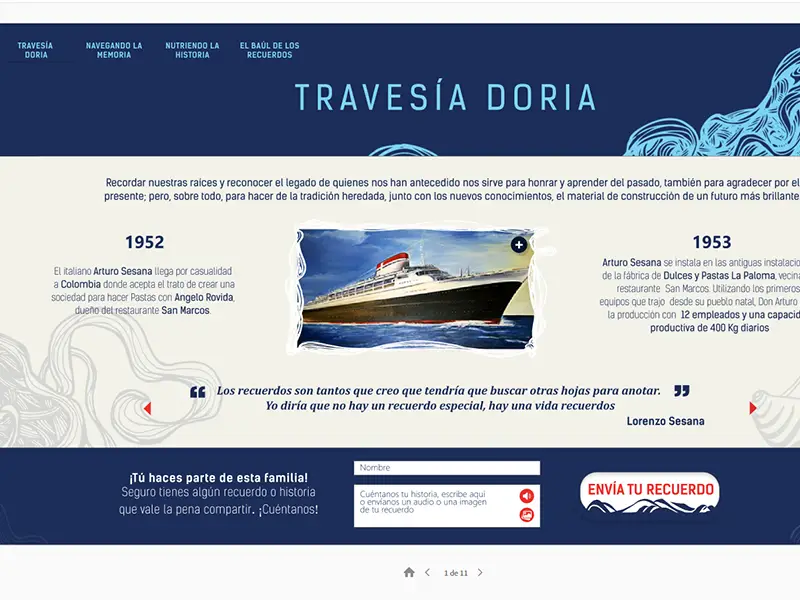 TRAVESÍA
DORIA
NAVEGANDO LA
MEMORIA
NUTRIENDO LA
HISTORIA
EL BAÚL DE LOS
RECUERDOS
TRAVESÍA DORIA
Recordar nuestras raices y reconocer el legado de quienes nos han antecedido nos sirve para honrar y aprender del pasado, también para agradecer por el
presente; pero, sobre todo, para hacer de la tradición heredada, junto con los nuevos conocimientos, el material de construcción de un futuro más brillante
1952
El italiano Arturo Sesana llega por casualidad
a Colombia donde acepta el trato de crear una
sociedad para hacer Pastas con Angelo Rovida,
dueño del restaurante San Marcos.
1953
Arturo Sesana se instala en las antiguas instalacio
de la fábrica de Dulces y Pastas La Paloma, vecin
restaurante San Marcos. Utilizando los primeros
equipos que trajo desde su pueblo natal, Don Arturo
la producción con 12 empleados y una capacid
productiva de 400 Kg diarios
“ Los recuerdos son tantos que creo que tendría que buscar otras hojas para anotar. ”
Yo diría que no hay un recuerdo especial, hay una vida recuerdos
Lorenzo Sesana
¡Tú haces parte de esta familia!
Seguro tienes algún recuerdo o historia
que vale la pena compartir. ¡Cuéntanos!
Nombre
Cuéntanos tu historia, escribe aquí
o envíanos un audio o una imagen
de tu recuerdo
ENVÍA TU RECUERDO
1 de 11